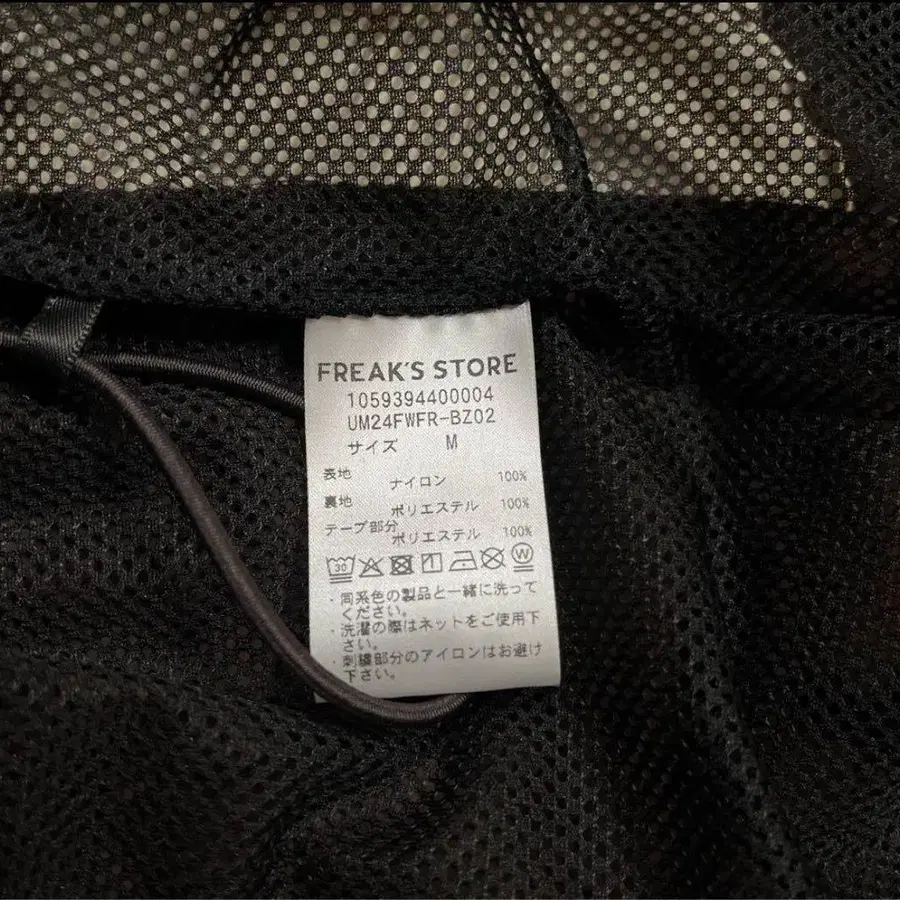 FREAK'S STORE
1059394400004
UM24FWFR-BZ02
サイズ M
表地 ナイロン 100%
裏地 ポリエステル 100%
テープ部分 ポリエステル 100%
30 W
・同系色の製品と一緒に洗って
ください。
・洗濯の際はネットをご使用下
さい。
・刺繍部分のアイロンはお避け
下さい。